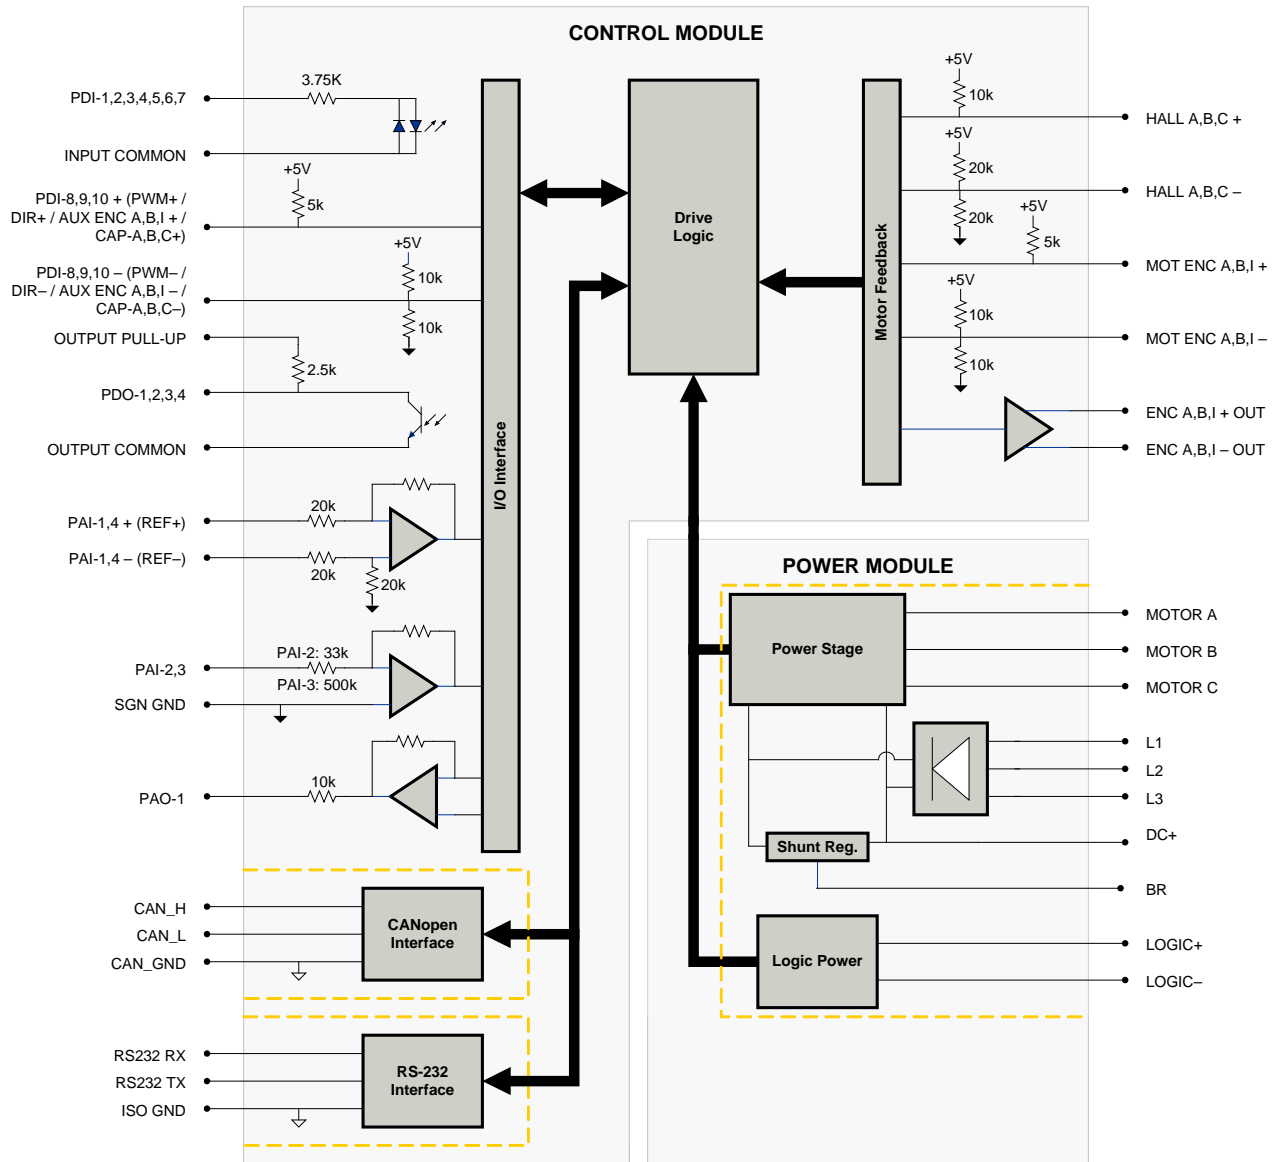 CONTROL MODULE
PDI-1,2,3,4,5,6,7
3.75K
INPUT COMMON
+5V
5k
PDI-8,9,10 + (PWM+ /
DIR+ / AUX ENC A,B,I + /
CAP-A,B,C+)
+5V
10k
10k
PDI-8,9,10 – (PWM– /
DIR– / AUX ENC A,B,I – /
CAP-A,B,C–)
OUTPUT PULL-UP
2.5k
PDO-1,2,3,4
OUTPUT COMMON
PAI-1,4 + (REF+)
20k
PAI-1,4 – (REF–)
20k
20k
PAI-2,3
PAI-2: 33k
PAI-3: 500k
SGN GND
PAO-1
10k
I/O Interface
CAN_H
CAN_L
CAN_GND
CANopen
Interface
RS232 RX
RS232 TX
ISO GND
RS-232
Interface
Drive
Logic
Motor Feedback
+5V
10k
HALL A,B,C +
+5V
20k
20k
HALL A,B,C –
+5V
5k
MOT ENC A,B,I +
+5V
10k
10k
MOT ENC A,B,I –
ENC A,B,I + OUT
ENC A,B,I – OUT
POWER MODULE
Power Stage
MOTOR A
MOTOR B
MOTOR C
L1
L2
L3
DC+
Shunt Reg.
BR
Logic Power
LOGIC+
LOGIC–